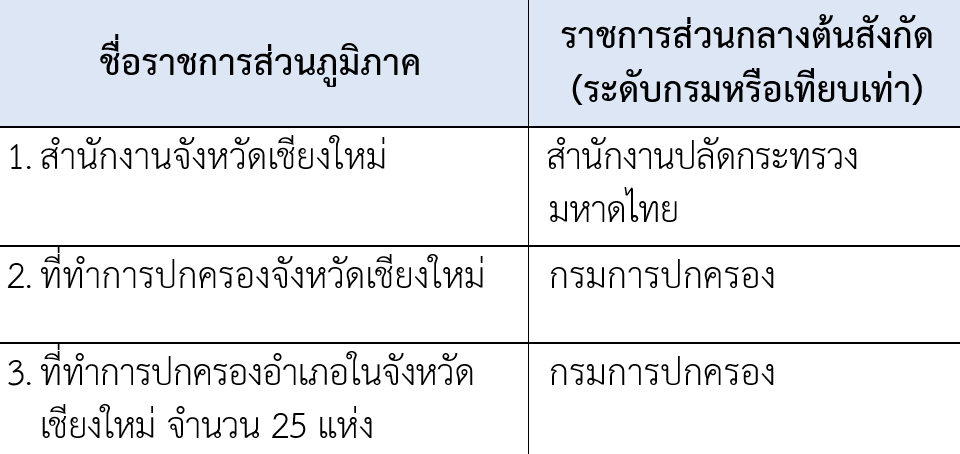 ชื่อราชการส่วนภูมิภาค
ราชการส่วนกลางต้นสังกัด
(ระดับกรมหรือเทียบเท่า)
1. สำนักงานจังหวัดเชียงใหม่
สำนักงานปลัดกระทรวง
มหาดไทย
2. ที่ทำการปกครองจังหวัดเชียงใหม่
กรมการปกครอง
3. ที่ทำการปกครองอำเภอในจังหวัด
เชียงใหม่ จำนวน 25 แห่ง
กรมการปกครอง